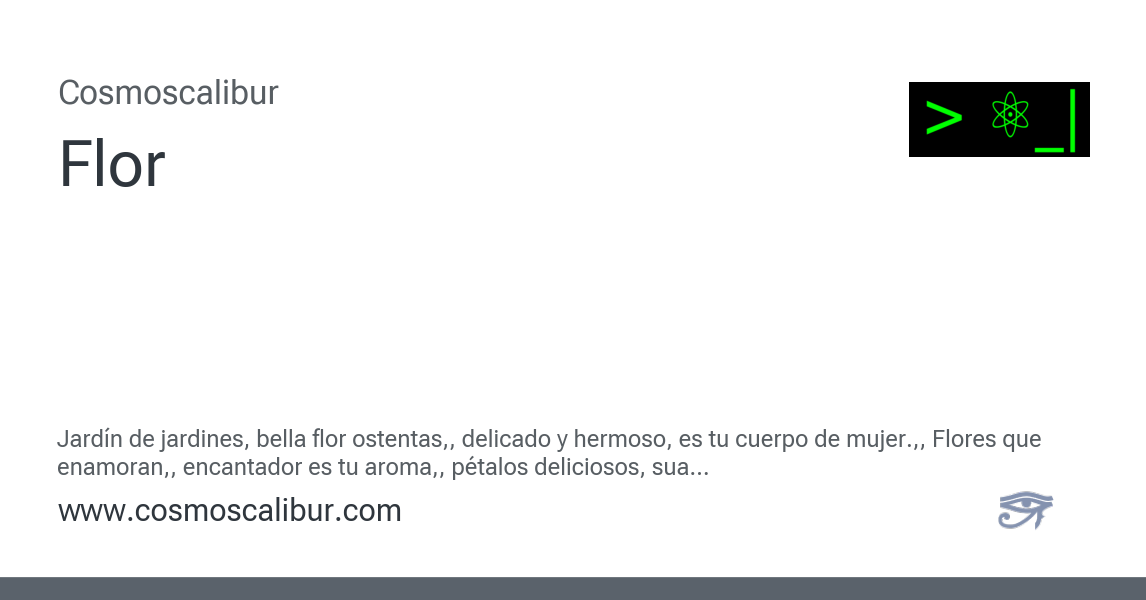 Cosmoscalibur
> ⚛_|
Flor
Jardín de jardines, bella flor ostentas,, delicado y hermoso, es tu cuerpo de mujer.,, Flores que
enamoran,, encantador es tu aroma,, pétalos deliciosos, sua...
www.cosmoscalibur.com